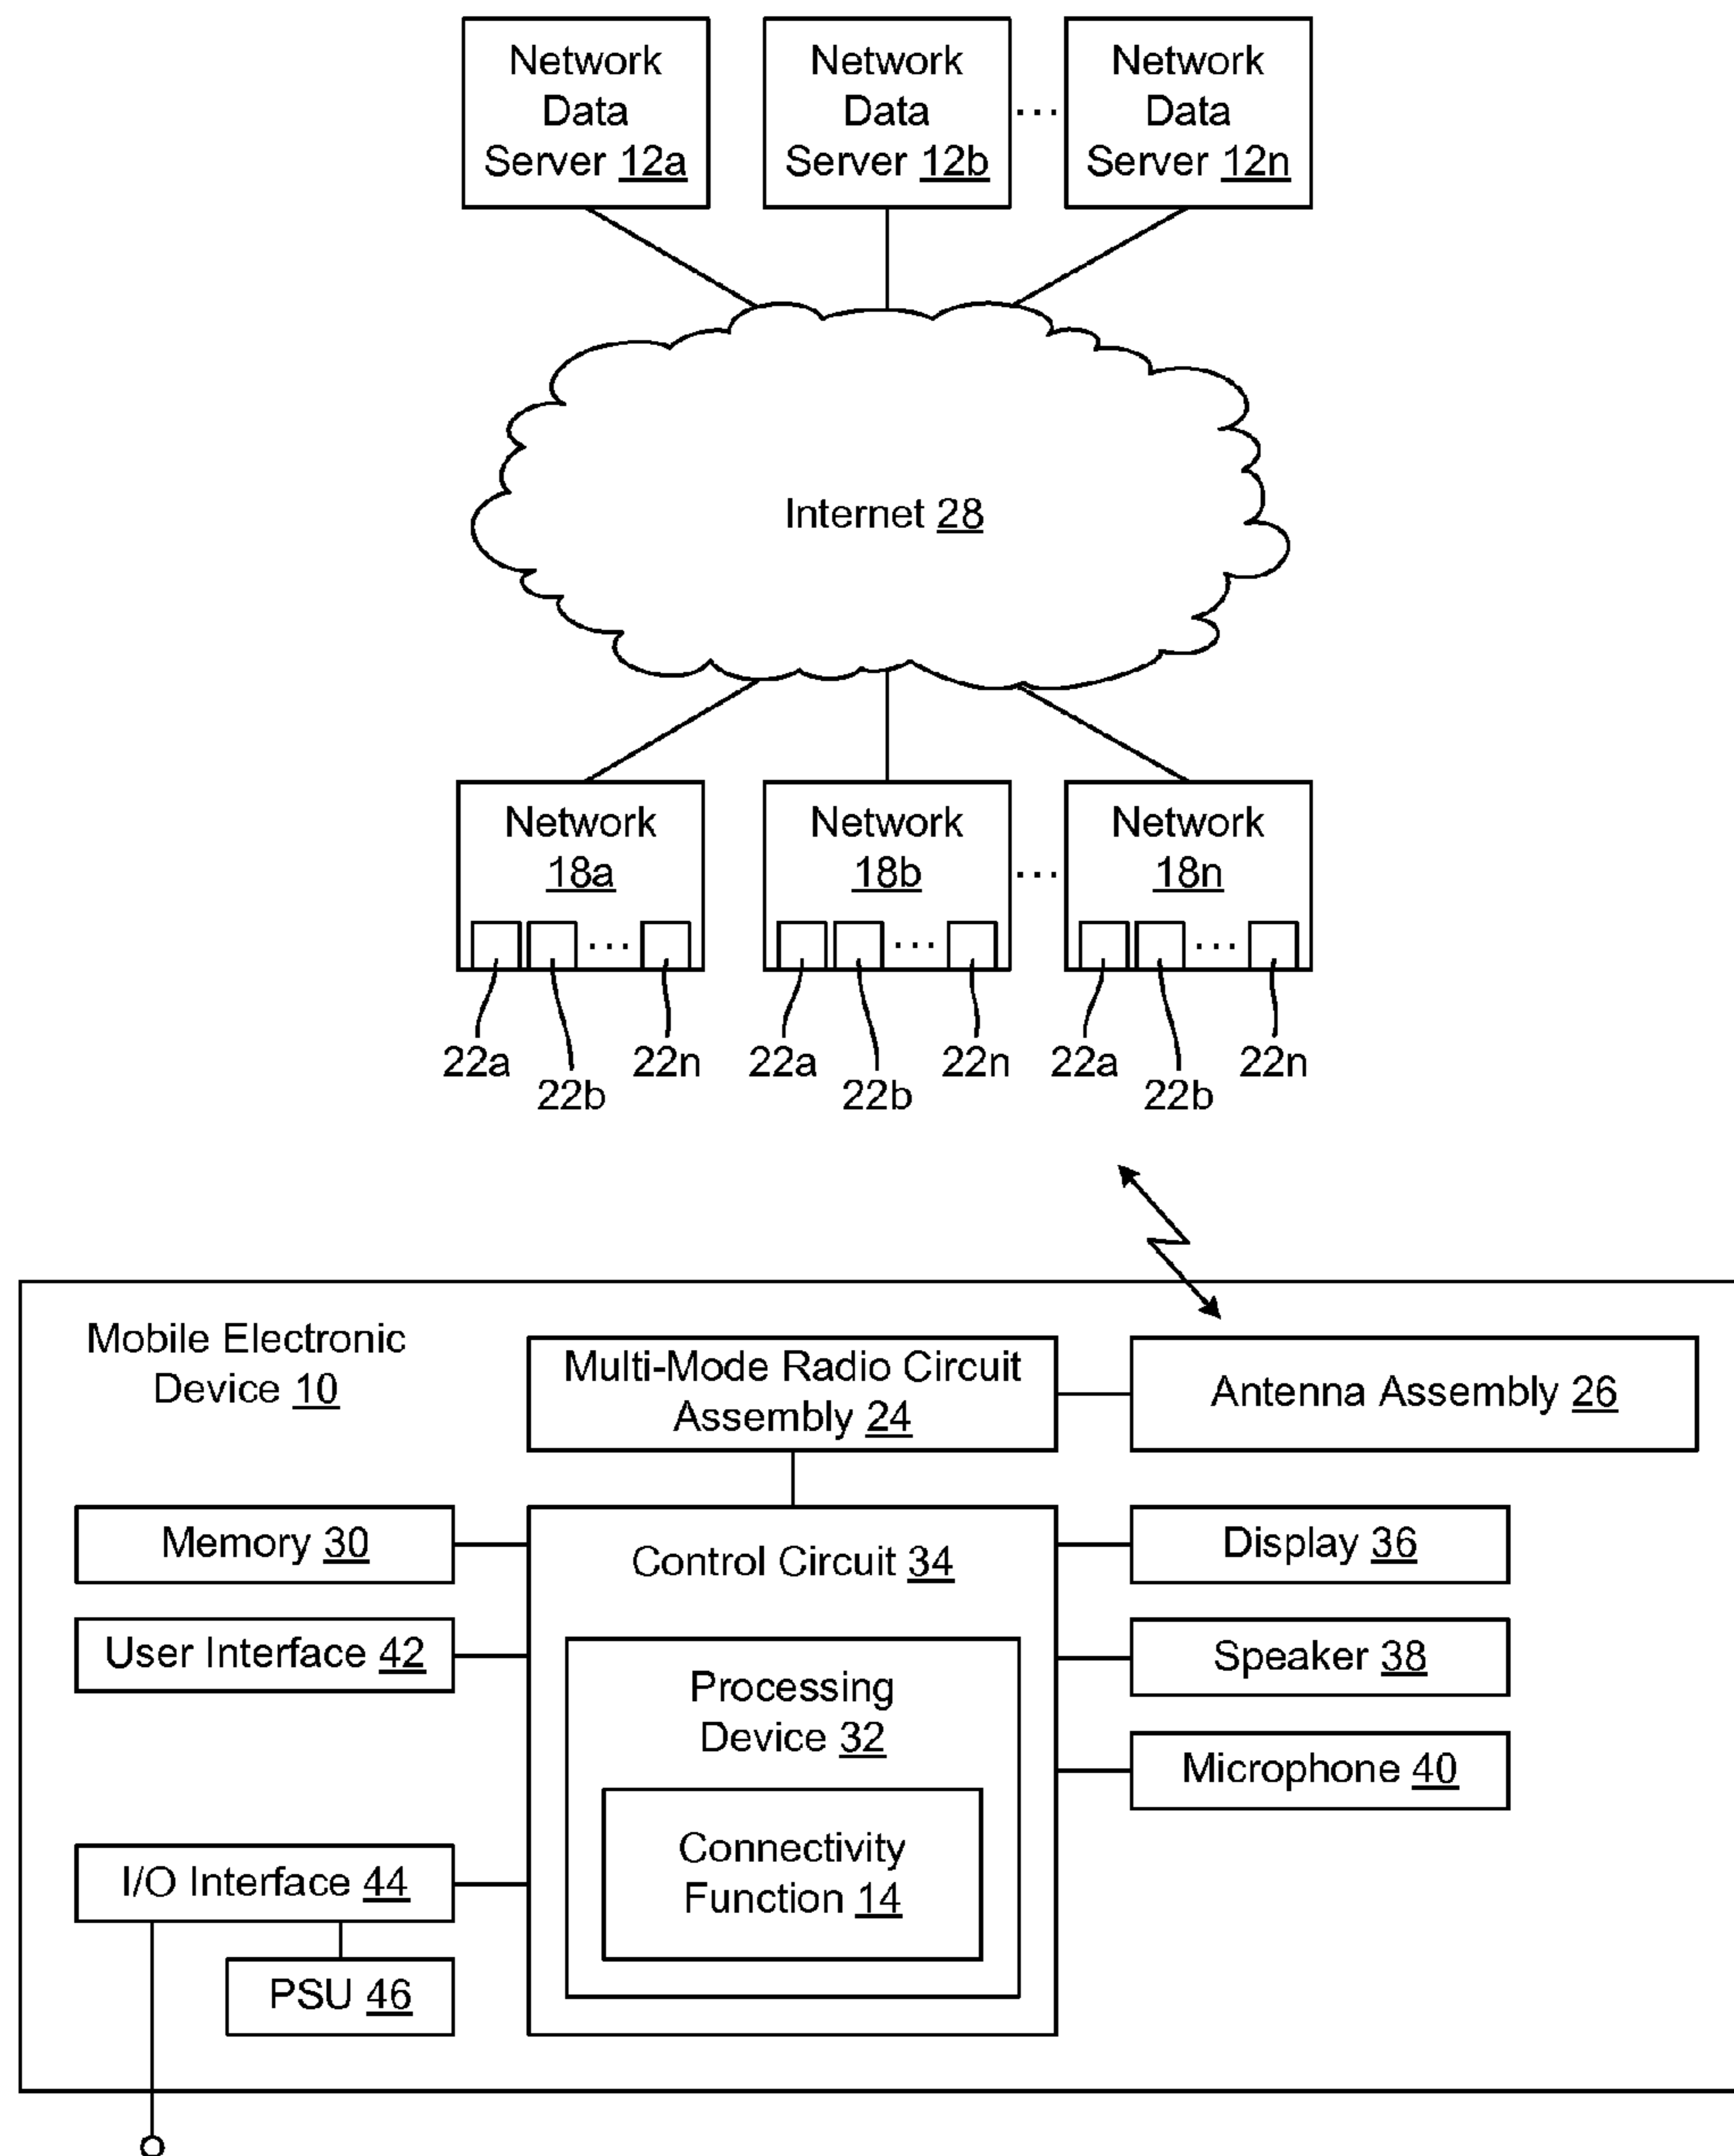 Network
Data
Server 12a
Network
Data
Server 12b
...
Network
Data
Server 12n
Internet 28
Network
18a
...
Network
18b
...
...
Network
18n
...
22a
22b
22n
22a
22b
22n
22a
22b
22n
Mobile Electronic
Device 10
Multi-Mode Radio Circuit
Assembly 24
Antenna Assembly 26
Memory 30
User Interface 42
I/O Interface 44
PSU 46
Control Circuit 34
Processing
Device 32
Connectivity
Function 14
Display 36
Speaker 38
Microphone 40